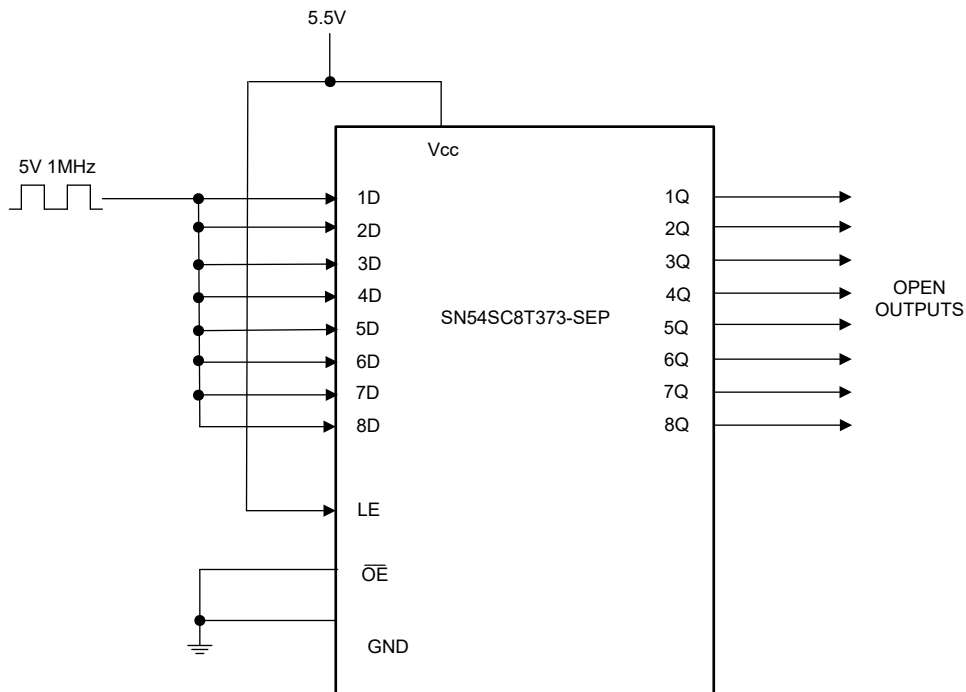 5.5V
Vcc
5V 1MHz
1D
2D
3D
4D
5D
6D
7D
8D
LE
OE
GND
SN54SC8T373-SEP
1Q
2Q
3Q
4Q
5Q
6Q
7Q
8Q
OPEN
OUTPUTS